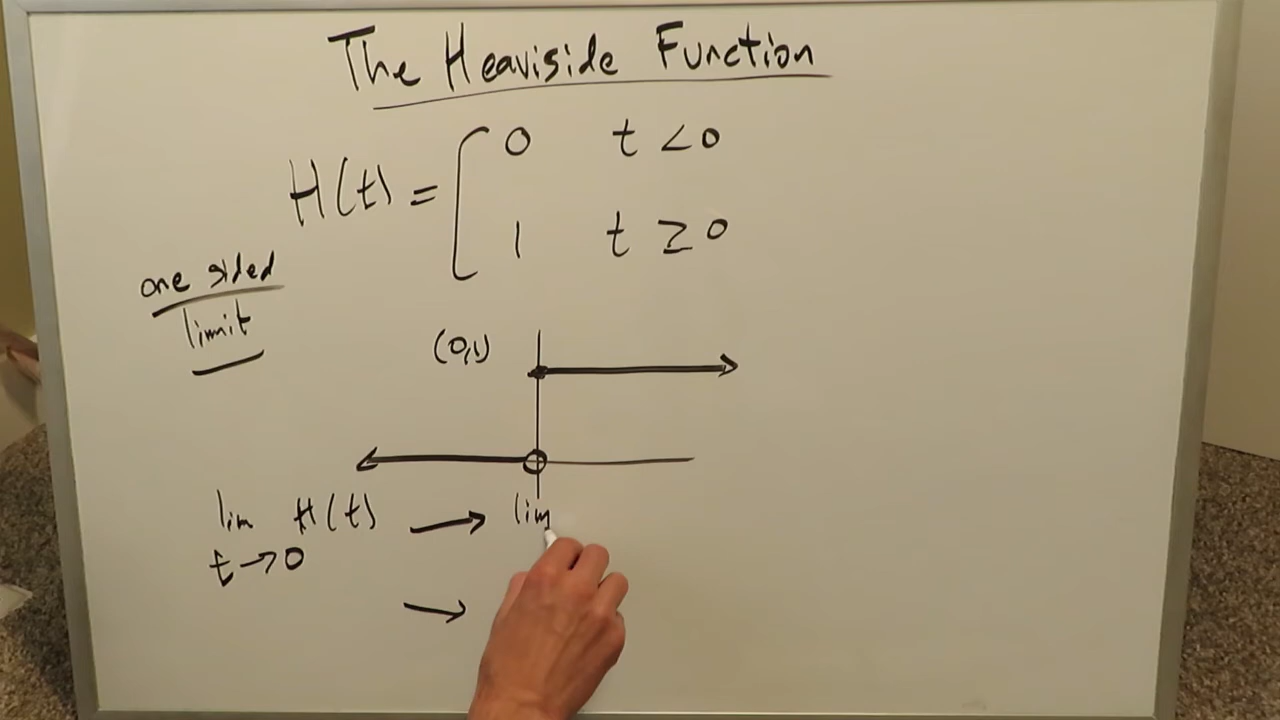 The Heaviside Function
H(t) = { 0 t < 0
1 t ≥ 0
one sided
limit
(0,1)
lim H(t) → lim
t → 0
→